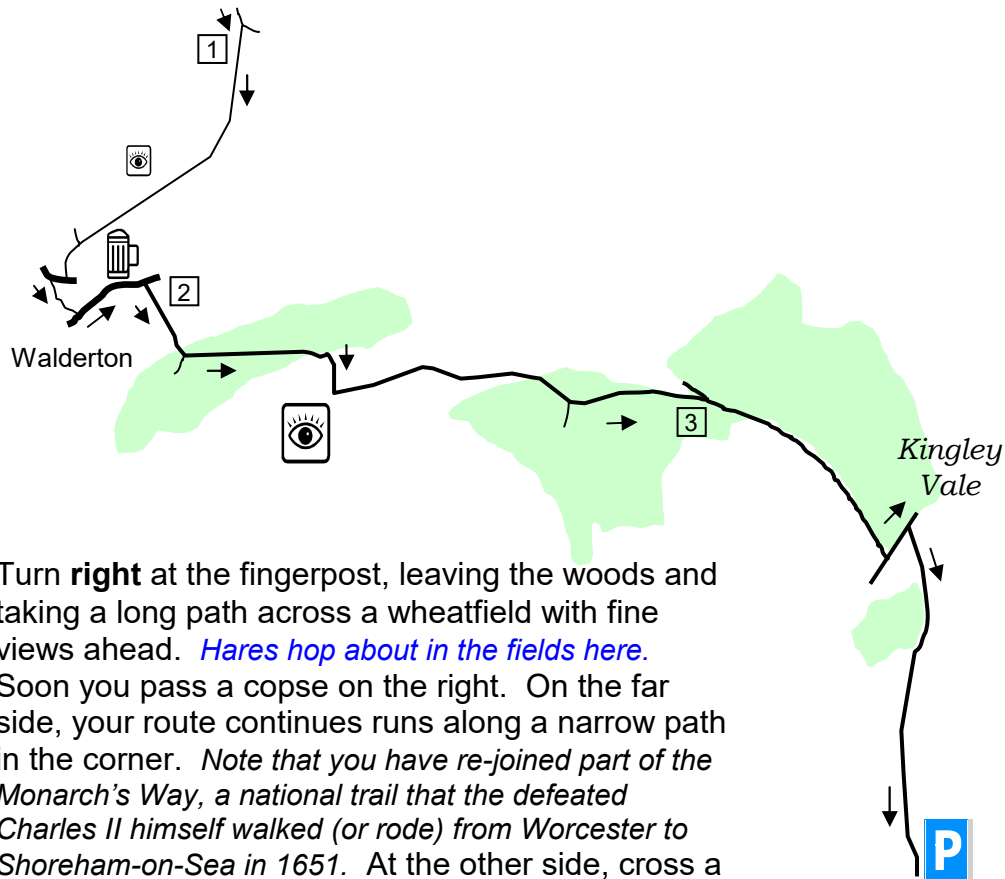 1
2
Walderton
3
Kingley
Vale
Turn right at the fingerpost, leaving the woods and
taking a long path across a wheatfield with fine
views ahead.  Hares hop about in the fields here.
Soon you pass a copse on the right.  On the far
side, your route continues runs along a narrow path
in the corner.  Note that you have re-joined part of the
Monarch's Way, a national trail that the defeated
Charles II himself walked (or rode) from Worcester to
Shoreham-on-Sea in 1651.  At the other side, cross a
P